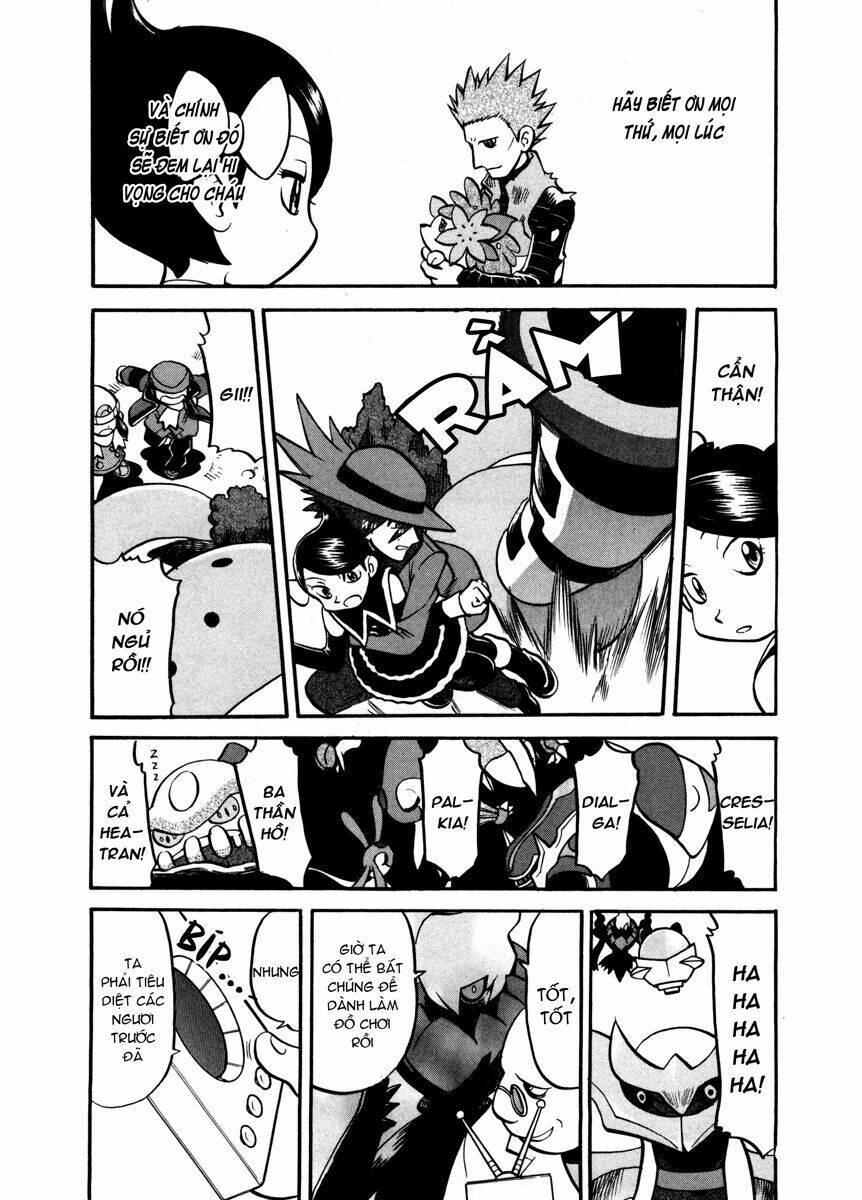 HÃY BIẾT ƠN MỌI
THỨ, MỌI LÚC
VÀ CHÍNH
SỰ BIẾT ƠN ĐÓ
SẼ ĐEM LẠI HI
VỌNG CHO CHÁU
CẨN
THẬN!
RẦM
GII!!
NÓ
NGỦ
RỒI!!
CRES-
SELIA!
DIAL-
GA!
PAL-
KIA!
BA
THẦN
HỒ!
Z
Z
Z
VÀ
CẢ
HEA-
TRAN!
HA
HA
HA
HA
HA!
TỐT,
TỐT
GIỜ TA
CÓ THỂ BẮT
CHÚNG ĐỂ
DÀNH LÀM
ĐỒ CHƠI
RỒI
NHƯNG
BÍP....
TA
PHẢI TIÊU
DIỆT CÁC
NGƯƠI
TRƯỚC
ĐÃ